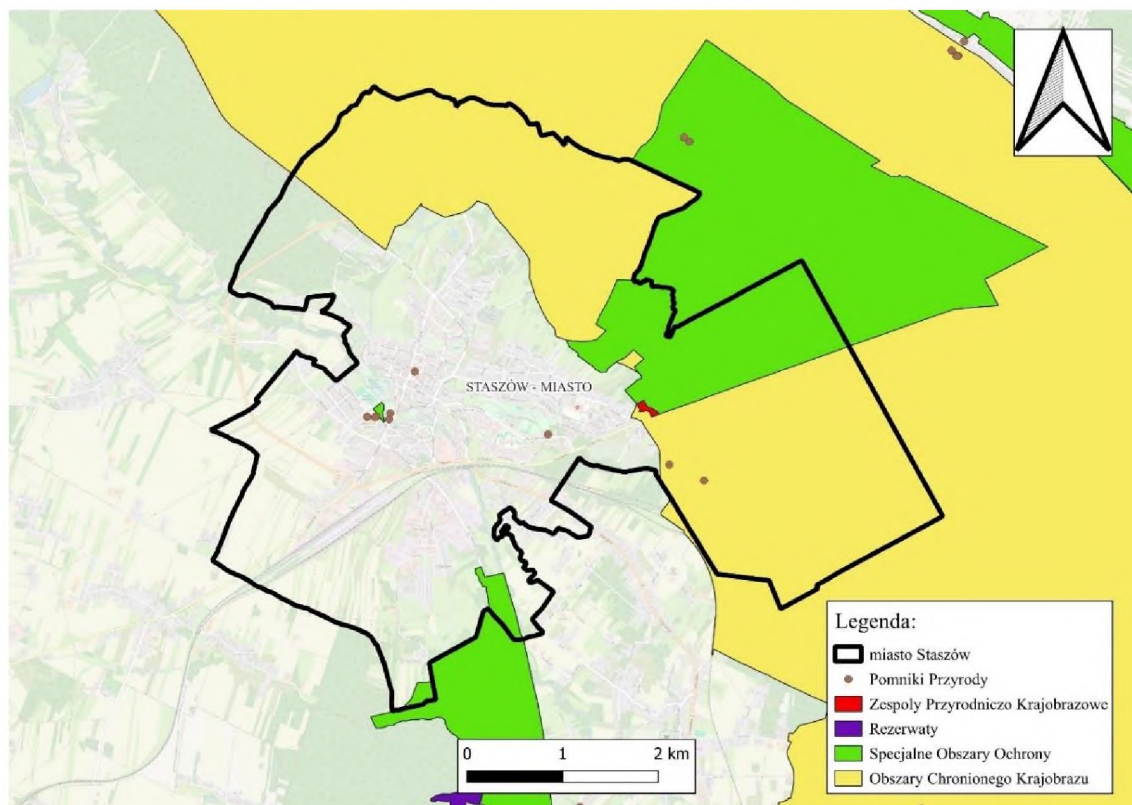 STASZÓW - MIASTO
Legenda:
miasto Staszów
Pomniki Przyrody
Zespoly Przyrodniczo Krajobrazowe
Rezerwaty
Specjalne Obszary Ochrony
Obszary Chronionego Krajobrazu
0 1 2 km